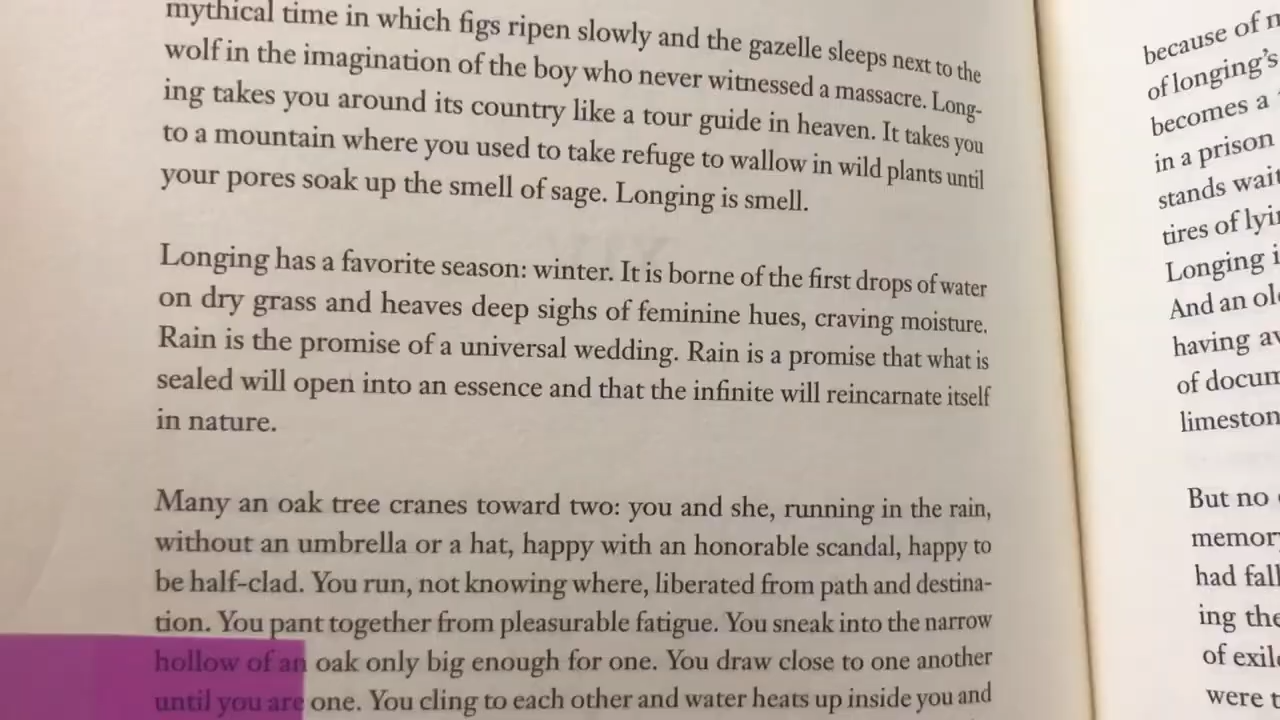 mythical time in which figs ripen slowly and the gazelle sleeps next to the
wolf in the imagination of the boy who never witnessed a massacre. Long-
ing takes you around its country like a tour guide in heaven. It takes you
to a mountain where you used to take refuge to wallow in wild plants until
your pores soak up the smell of sage. Longing is smell.
Longing has a favorite season: winter. It is borne of the first drops of water
on dry grass and heaves deep sighs of feminine hues, craving moisture.
Rain is the promise of a universal wedding. Rain is a promise that what is
sealed will open into an essence and that the infinite will reincarnate itself
in nature.
Many an oak tree cranes toward two: you and she, running in the rain,
without an umbrella or a hat, happy with an honorable scandal, happy to
be half-clad. You run, not knowing where, liberated from path and destina-
tion. You pant together from pleasurable fatigue. You sneak into the narrow
hollow of an oak only big enough for one. You draw close to one another
until you are one. You cling to each other and water heats up inside you and
because of
of longing's
becomes a
in a prison
stands
tires of
Longing
And an
having
of
But no
had
ing the
of
were